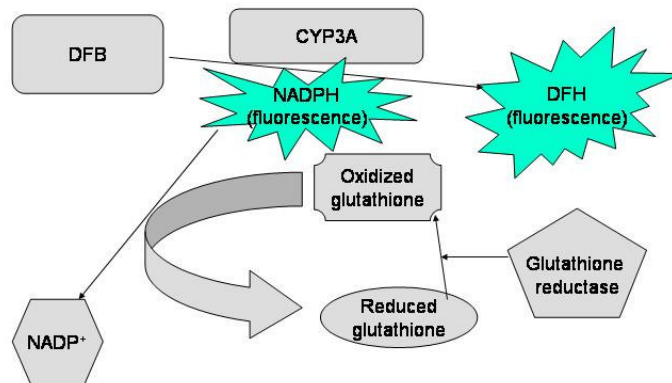 DFB
CYP3A
NADPH
(fluorescence)
DFH
(fluorescence)
Oxidized
glutathione
Glutathione
reductase
Reduced
glutathione
NADP⁺